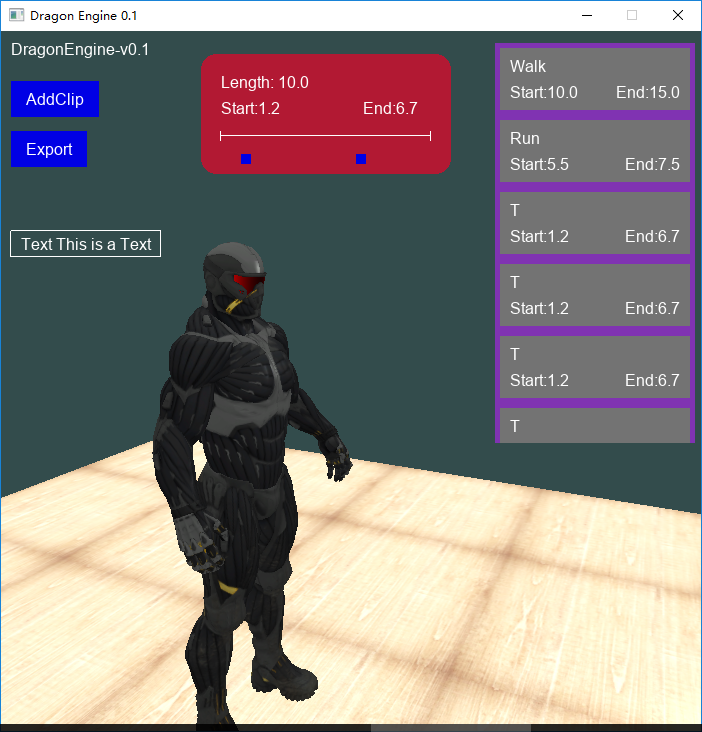 Dragon Engine 0.1
DragonEngine-v0.1
AddClip
Export
Text This is a Text
Length: 10.0
Start:1.2 End:6.7
Walk
Start:10.0 End:15.0
Run
Start:5.5 End:7.5
T
Start:1.2 End:6.7
T
Start:1.2 End:6.7
T
Start:1.2 End:6.7
T